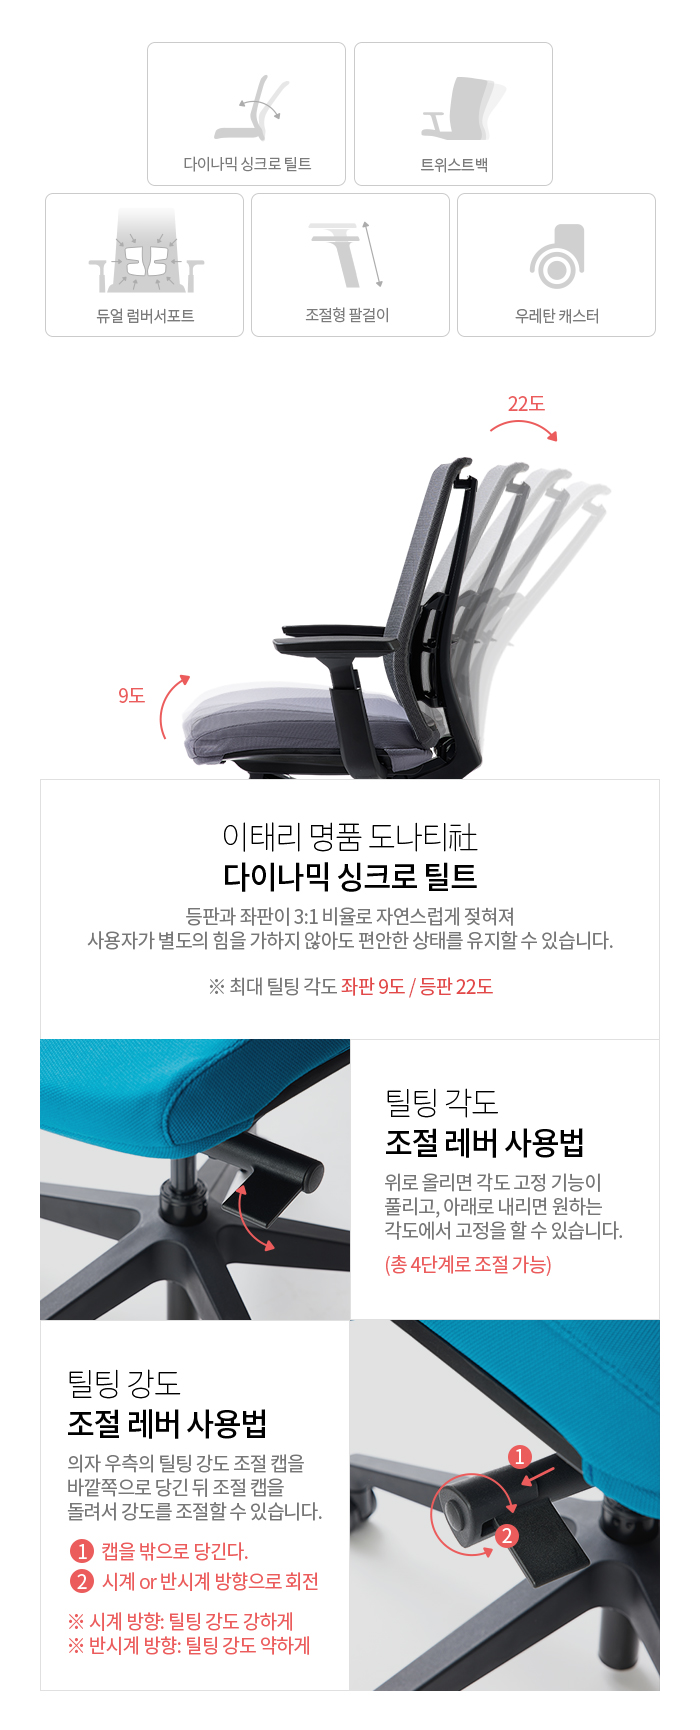 다이나믹 싱크로 틸트
트위스트백
듀얼 럼버서포트
조절형 팔걸이
우레탄 캐스터
22도
9도
이태리 명품 도나티社
다이나믹 싱크로 틸트
등판과 좌판이 3:1 비율로 자연스럽게 젖혀져
사용자가 별도의 힘을 가하지 않아도 편안한 상태를 유지할 수 있습니다.
※ 최대 틸팅 각도 좌판 9도 / 등판 22도
틸팅 각도
조절 레버 사용법
위로 올리면 각도 고정 기능이
풀리고, 아래로 내리면 원하는
각도에서 고정을 할 수 있습니다.
(총 4단계로 조절 가능)
틸팅 강도
조절 레버 사용법
의자 우측의 틸팅 강도 조절 캡을
바깥쪽으로 당긴 뒤 조절 캡을
돌려서 강도를 조절할 수 있습니다.
1 캡을 밖으로 당긴다.
2 시계 or 반시계 방향으로 회전
※ 시계 방향: 틸팅 강도 강하게
※ 반시계 방향: 틸팅 강도 약하게
1
2